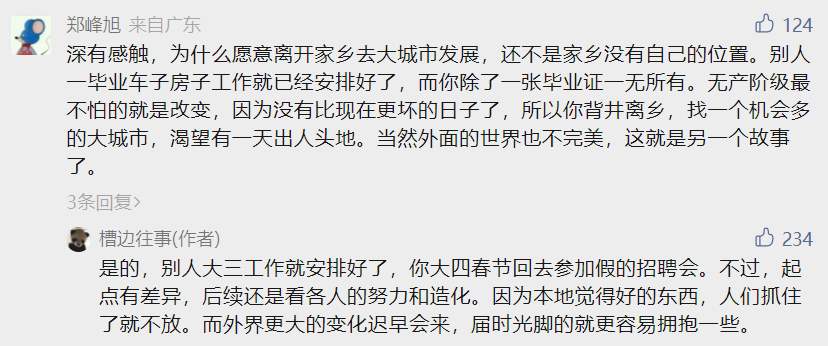 郑峰旭 来自广东 124
深有感触，为什么愿意离开家乡去大城市发展，还不是家乡没有自己的位置。别人
一毕业车子房子工作就已经安排好了，而你除了一张毕业证一无所有。无产阶级最
不怕的就是改变，因为没有比现在更坏的日子了，所以你背井离乡，找一个机会多
的大城市，渴望有一天出人头地。当然外面的世界也不完美，这就是另一个故事
了。
3条回复>
槽边往事(作者) 234
是的，别人大三工作就安排好了，你大四春节回去参加假的招聘会。不过，起
点有差异，后续还是看各人的努力和造化。因为本地觉得好的东西，人们抓住
了就不放。而外界更大的变化迟早会来，届时光脚的就更容易拥抱一些。